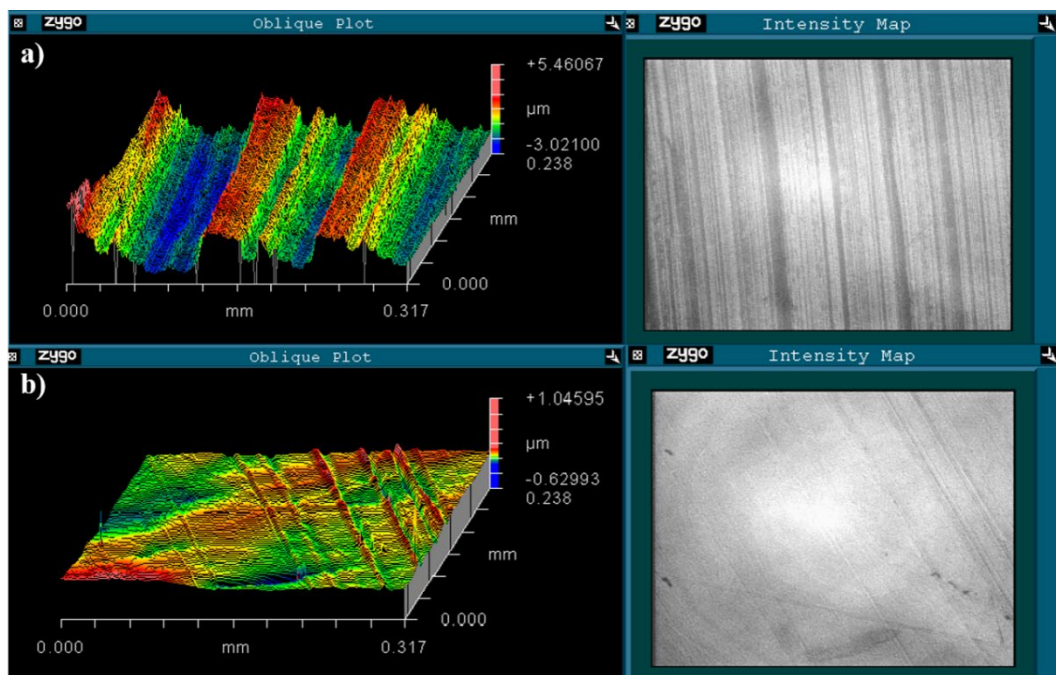 zygo Oblique Plot
zygo Intensity Map
a)
+5.46067
µm
-3.02100
0.238
mm
0.000
0.000 mm 0.317
zygo Oblique Plot
zygo Intensity Map
b)
+1.04595
µm
-0.62993
0.238
mm
0.000
0.000 mm 0.317